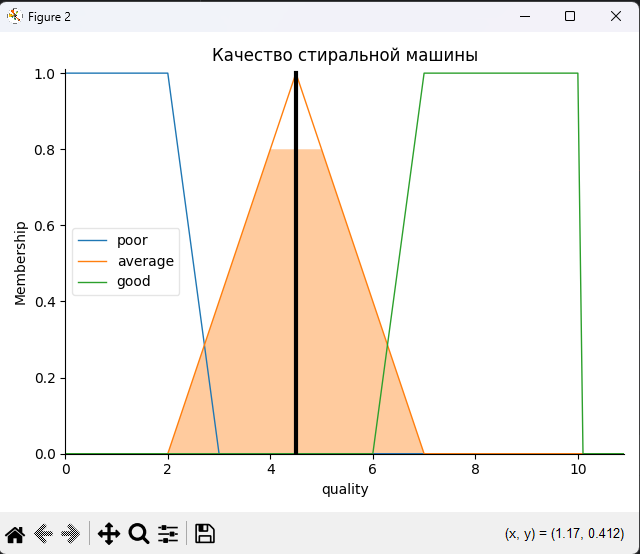 Figure 2
Качество стиральной машины
1.0
0.8
0.6
0.4
0.2
0.0
Membership
poor
average
good
0 2 4 6 8 10
quality
(x, y) = (1.17, 0.412)